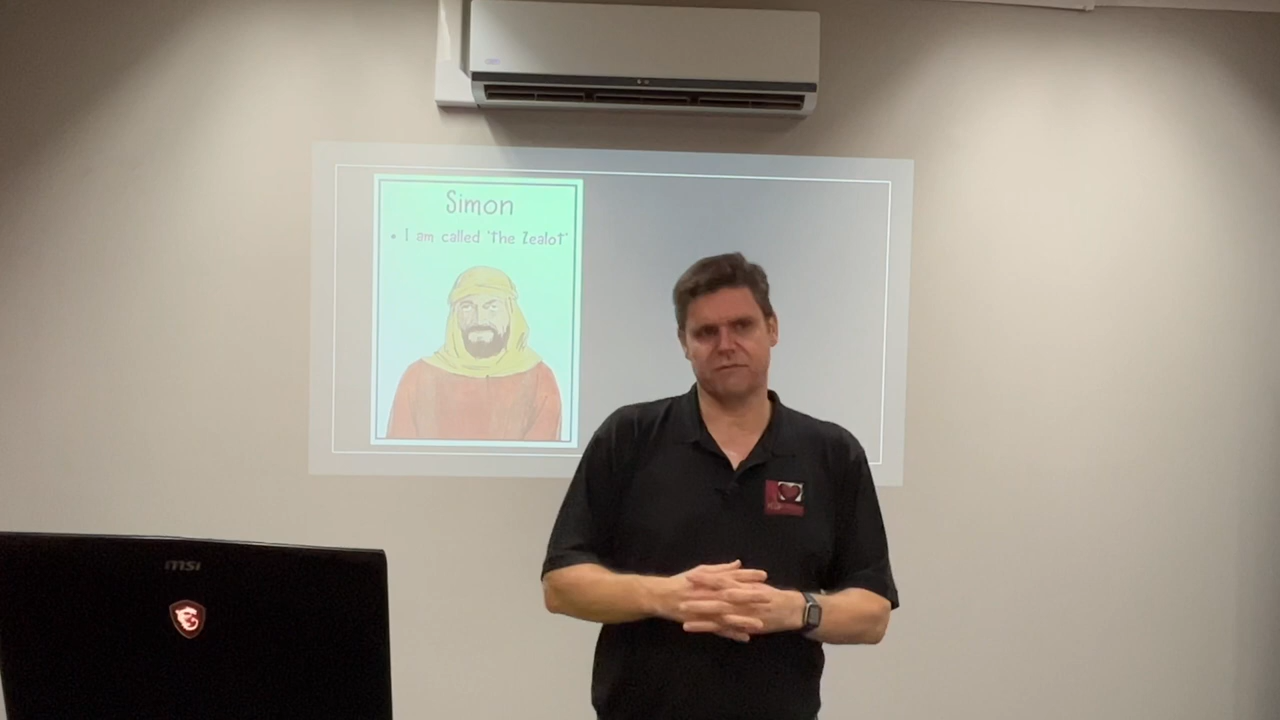 Simon
• I am called 'The Zealot'
msi